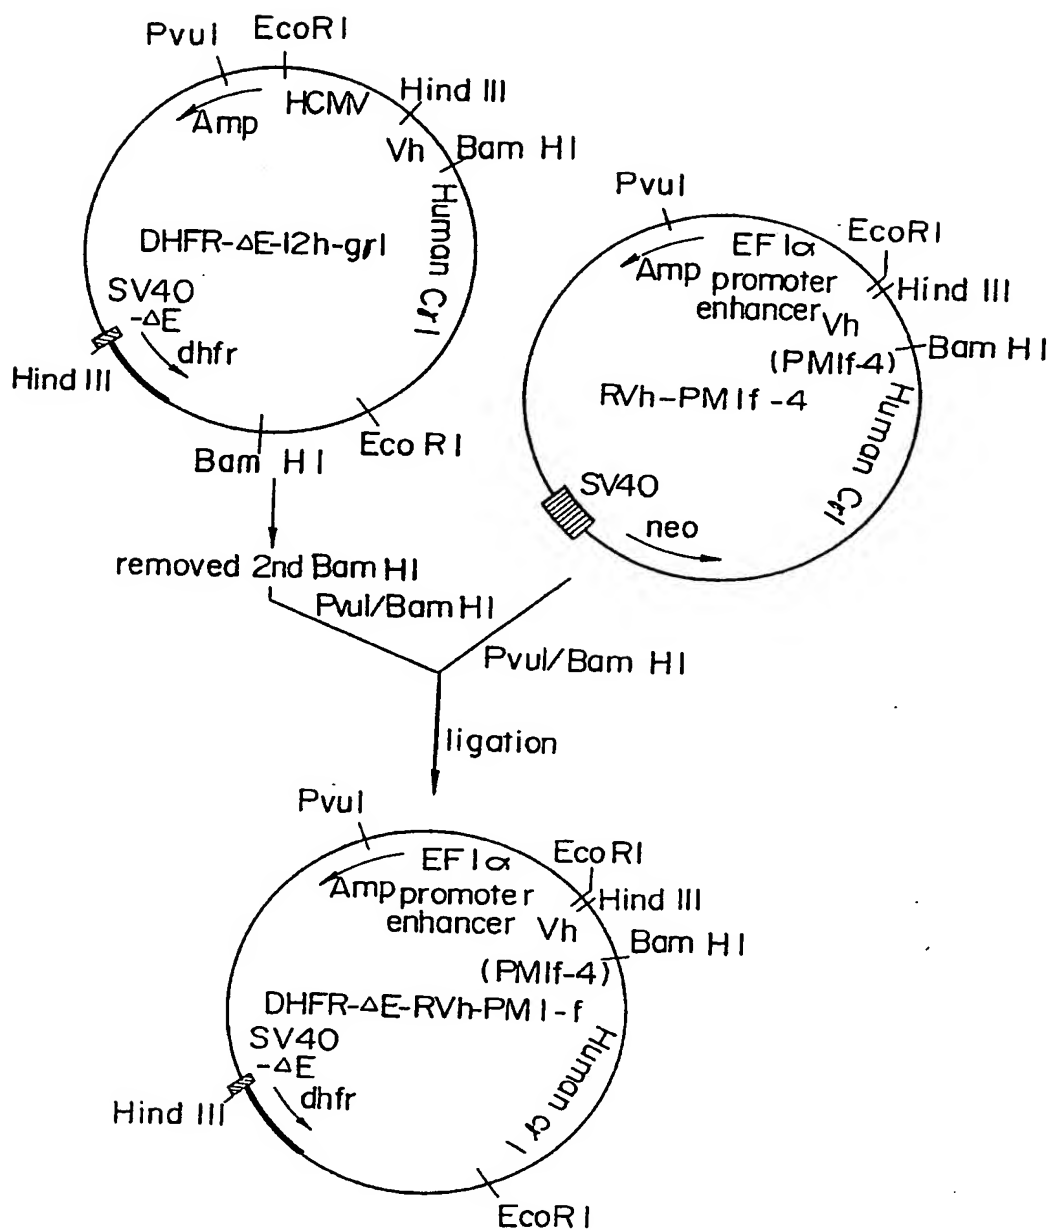 PvuI
EcoRI
HCMV
Amp
Hind III
Vh
Bam HI
Human Cγ1
DHFR-ΔE-12h-gγ1
SV40
-ΔE
dhfr
Hind III
Bam HI
EcoRI
PvuI
EF1α
promoter
enhancer
Amp
EcoRI
Hind III
Vh
(PM1f-4)
Bam HI
RVh-PM1f-4
Human Cγ1
SV40
neo
removed 2nd Bam HI
PvuI/Bam HI
PvuI/Bam HI
ligation
PvuI
EF1α
promoter
enhancer
Amp
EcoRI
Hind III
Vh
Bam HI
(PM1f-4)
DHFR-ΔE-RVh-PM1-f
SV40
-ΔE
dhfr
Human cγ1
Hind III
EcoRI